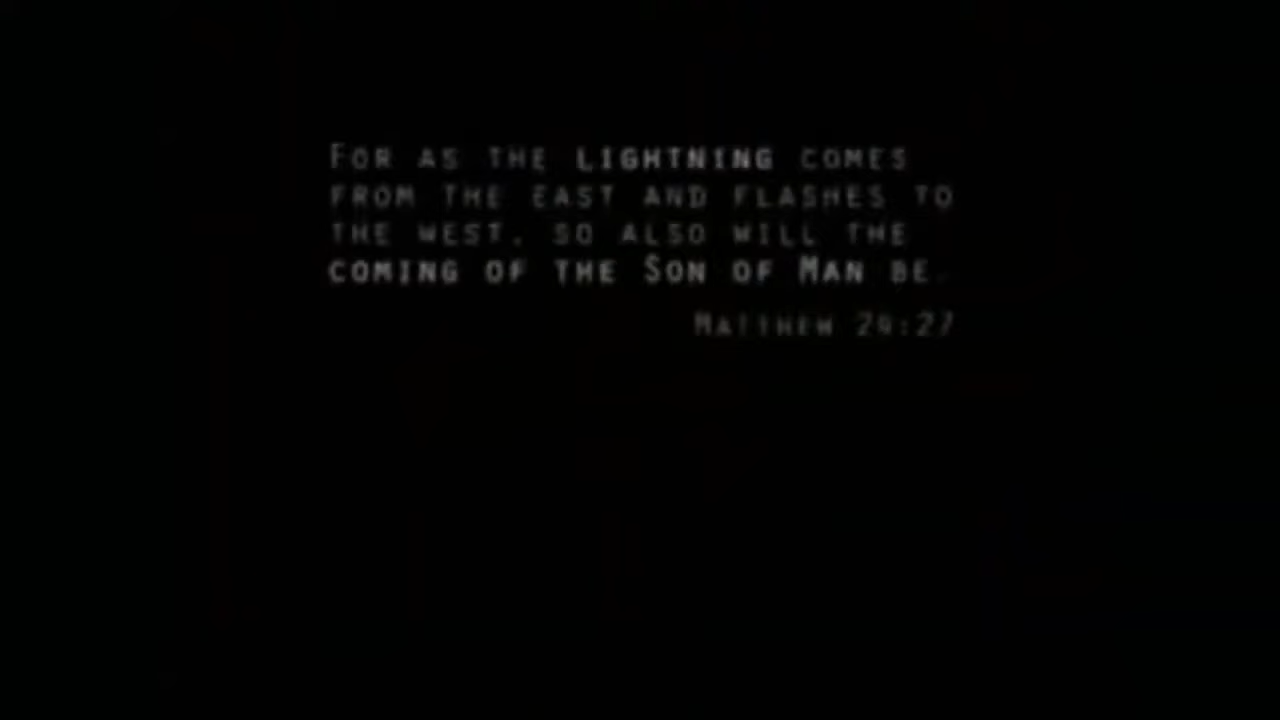 For as the lightning comes
from the east and flashes to
the west, so also will the
coming of the Son of Man be.
Matthew 24:27